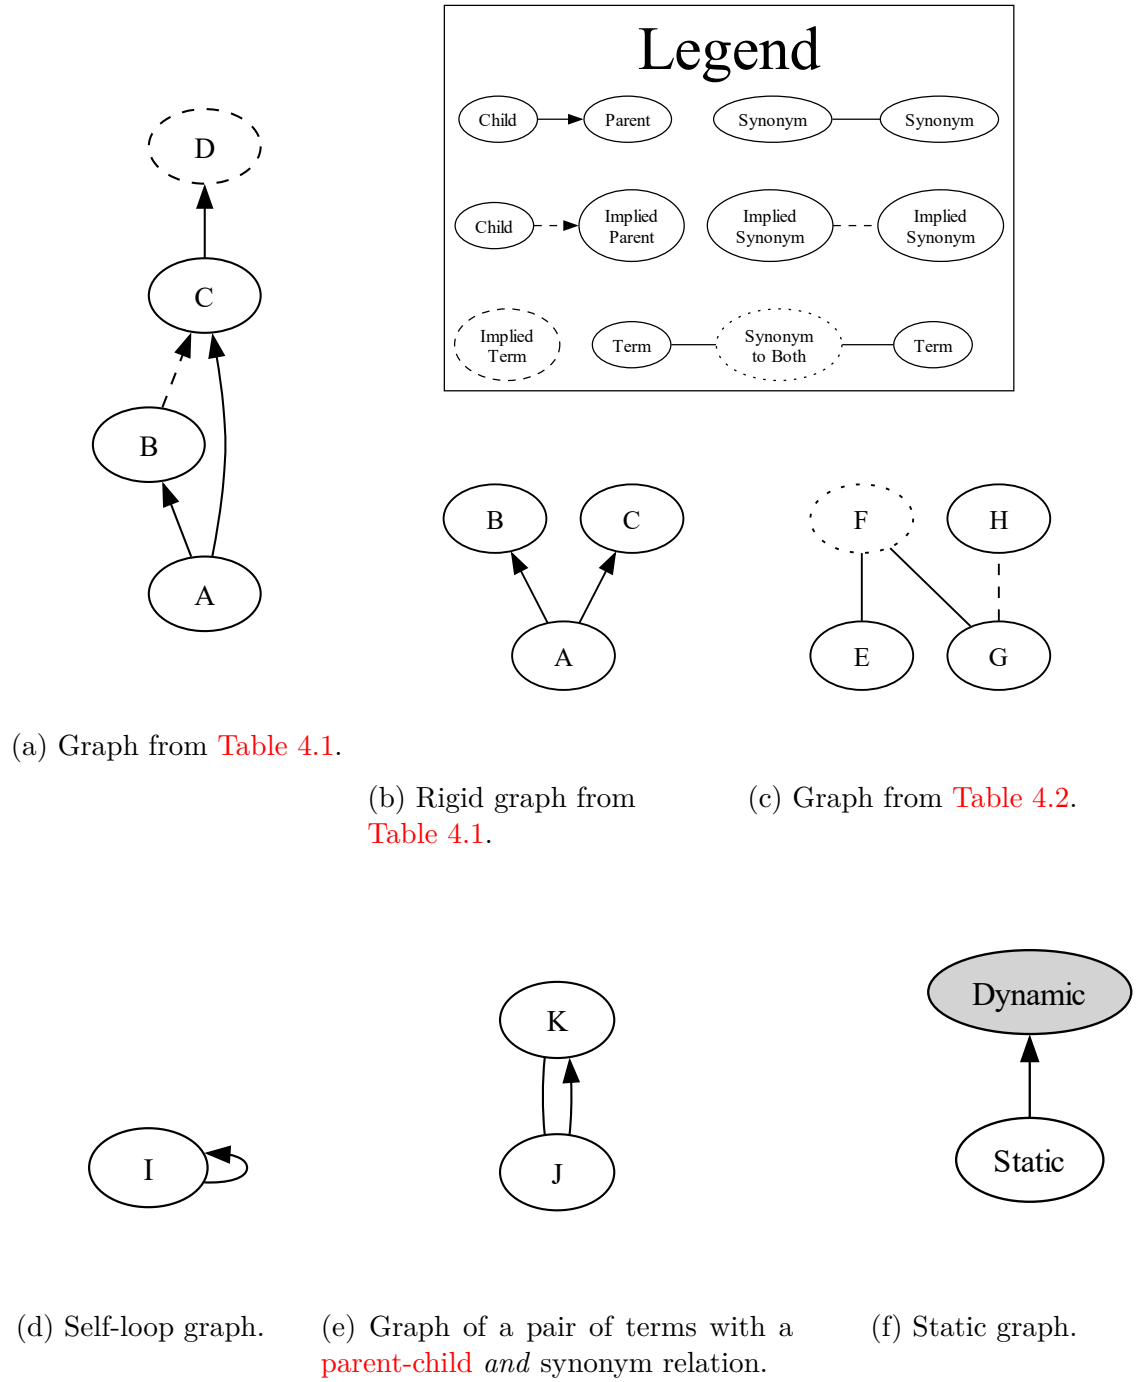 Legend
Child
Parent
Synonym
Synonym
Child
Implied
Parent
Implied
Synonym
Implied
Synonym
Implied
Term
Term
Synonym
to Both
Term
D
C
B
A
B
C
A
F
H
E
G
(a) Graph from Table 4.1.
(b) Rigid graph from
Table 4.1.
(c) Graph from Table 4.2.
I
K
J
Dynamic
Static
(d) Self-loop graph.
(e) Graph of a pair of terms with a
parent-child and synonym relation.
(f) Static graph.